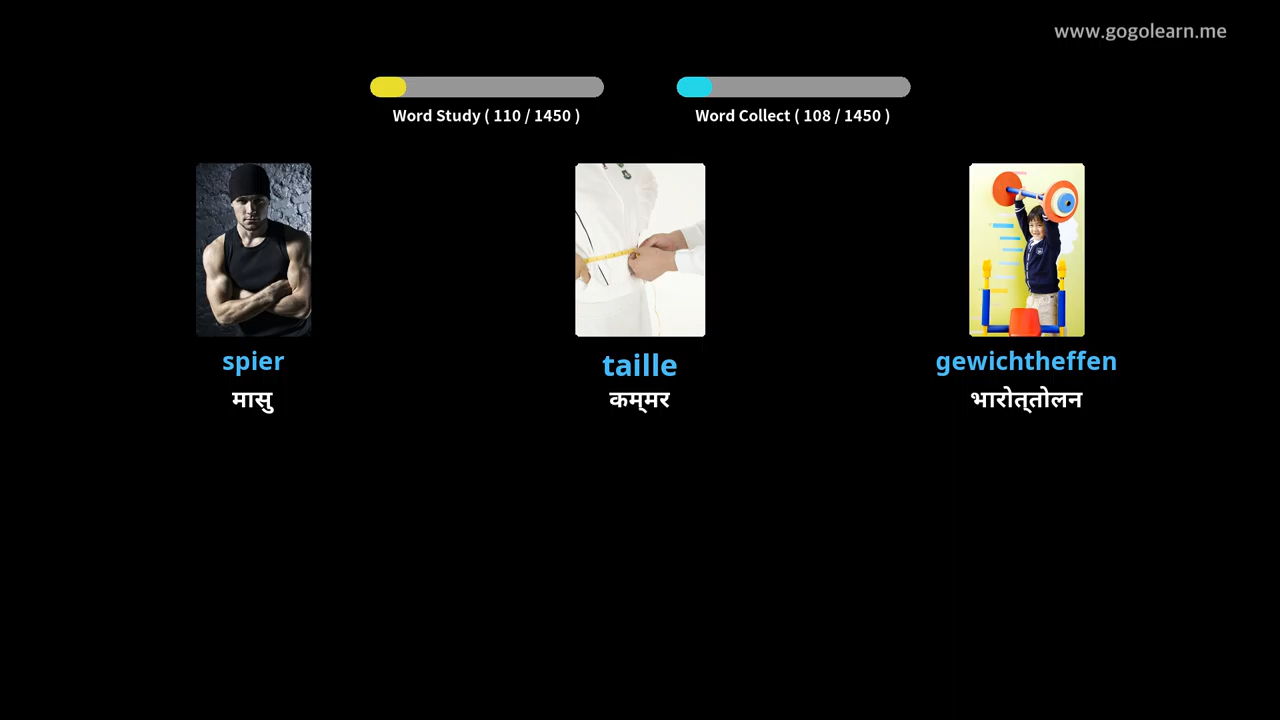 www.gogolearn.me
Word Study ( 110 / 1450 )
Word Collect ( 108 / 1450 )
spier
taille
gewichtheffen
मासु
कम्मर
भारोत्तोलन